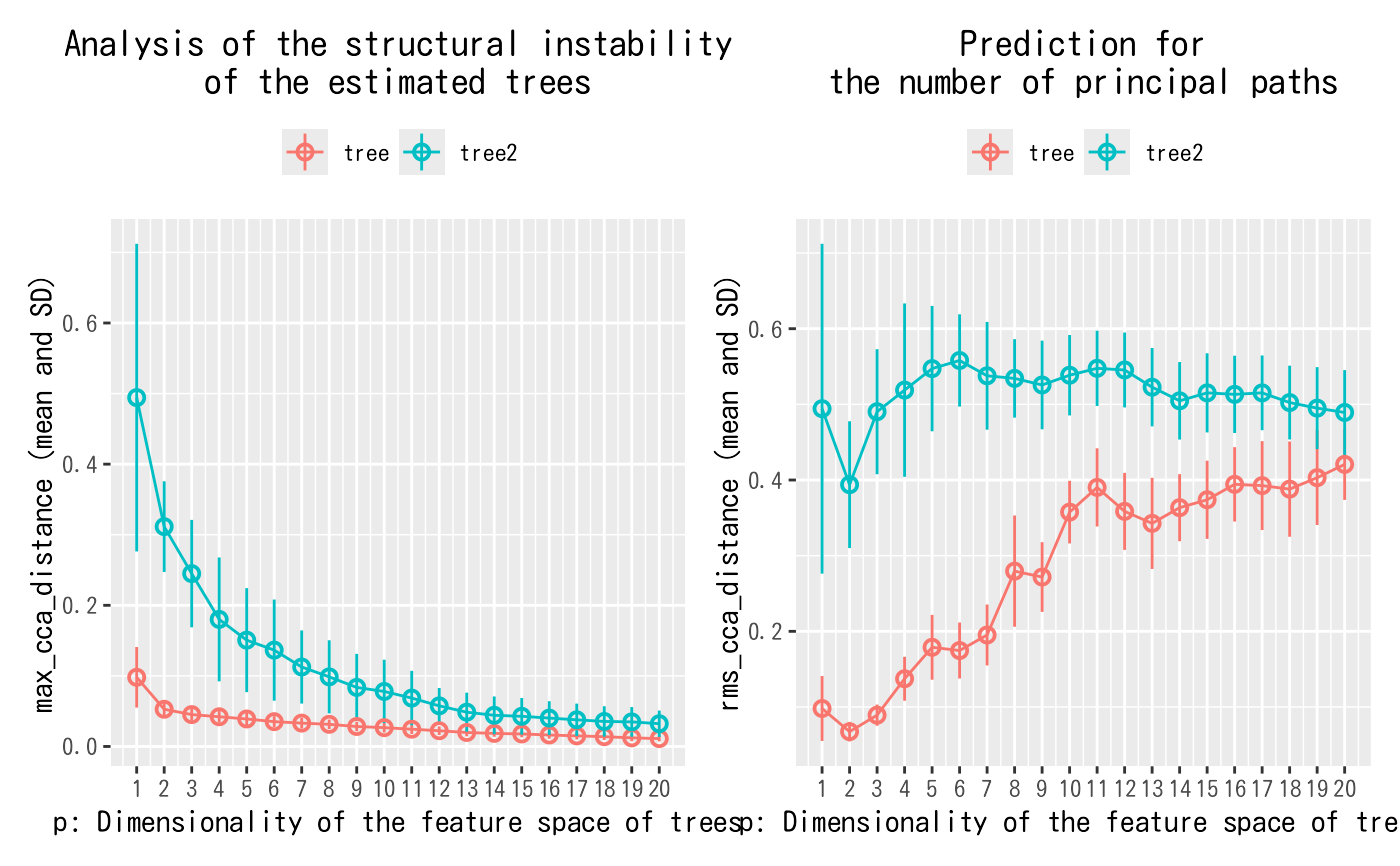 Analysis of the structural instability
of the estimated trees
tree tree2
max_cca_distance (mean and SD)
0.6
0.4
0.2
0.0
1 2 3 4 5 6 7 8 9 10 11 12 13 14 15 16 17 18 19 20
p: Dimensionality of the feature space of trees
Prediction for
the number of principal paths
tree tree2
rms_cca_distance (mean and SD)
0.6
0.4
0.2
1 2 3 4 5 6 7 8 9 10 11 12 13 14 15 16 17 18 19 20
p: Dimensionality of the feature space of tre